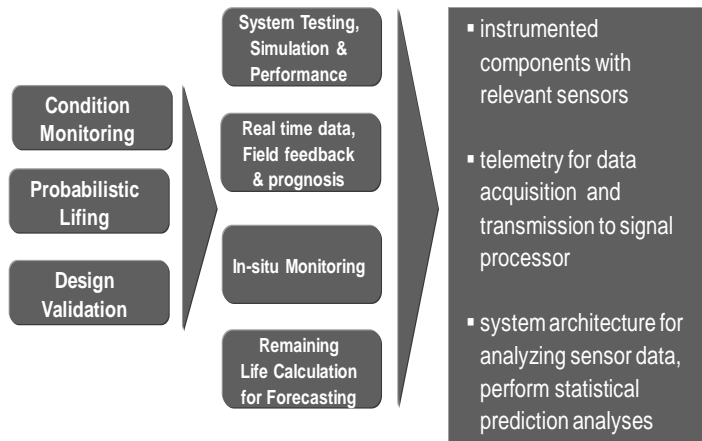 Condition
Monitoring
Probabilistic
Lifing
Design
Validation
System Testing,
Simulation &
Performance
Real time data,
Field feedback
& prognosis
In-situ Monitoring
Remaining
Life Calculation
for Forecasting
▪ instrumented
components with
relevant sensors
▪ telemetry for data
acquisition and
transmission to signal
processor
▪ system architecture for
analyzing sensor data,
perform statistical
prediction analyses